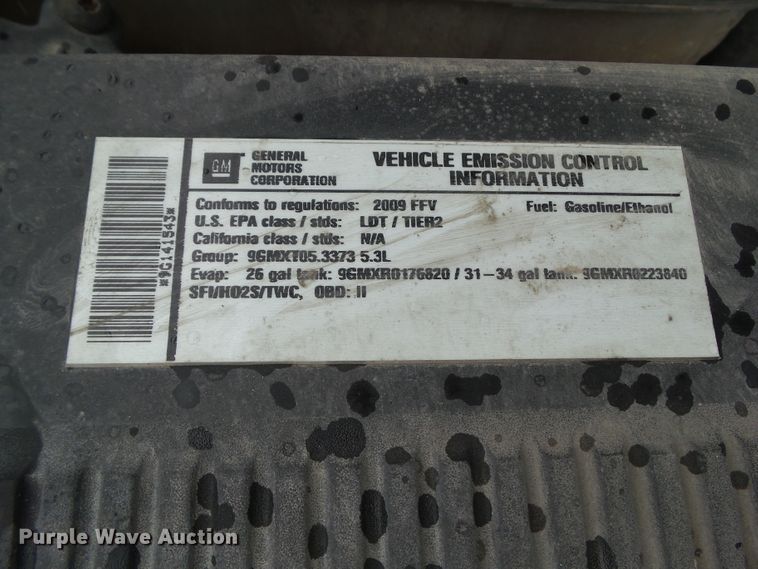 *9G141543*
GM
GENERAL
MOTORS
CORPORATION
VEHICLE EMISSION CONTROL
INFORMATION
Conforms to regulations: 2009 FFV Fuel: Gasoline/Ethanol
U.S. EPA class / stds: LDT / TIER2
California class / stds: N/A
Group: 9GMXT05.3373 5.3L
Evap: 26 gal tank: 9GMXR0176820 / 31-34 gal tank: 9GMXR0223840
SFI/HO2S/TWC, OBD: II
Purple Wave Auction